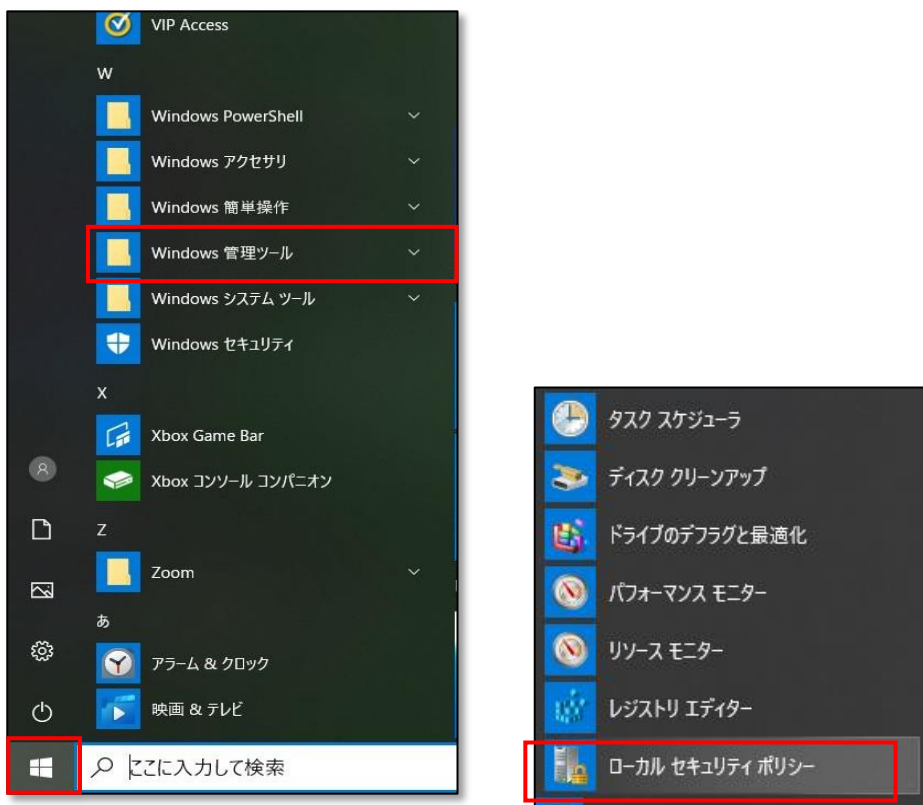 VIP Access
W
Windows PowerShell
Windows アクセサリ
Windows 簡単操作
Windows 管理ツール
Windows システム ツール
Windows セキュリティ
X
Xbox Game Bar
Xbox コンソール コンパニオン
Z
Zoom
あ
アラーム & クロック
映画 & テレビ
ここに入力して検索
タスク スケジューラ
ディスク クリーンアップ
ドライブのデフラグと最適化
パフォーマンス モニター
リソース モニター
レジストリ エディター
ローカル セキュリティ ポリシー